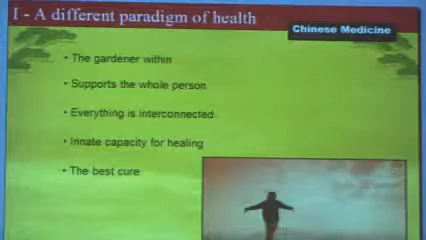 I - A different paradigm of health
Chinese Medicine
• The gardener within
• Supports the whole person
• Everything is interconnected
• Innate capacity for healing
• The best cure